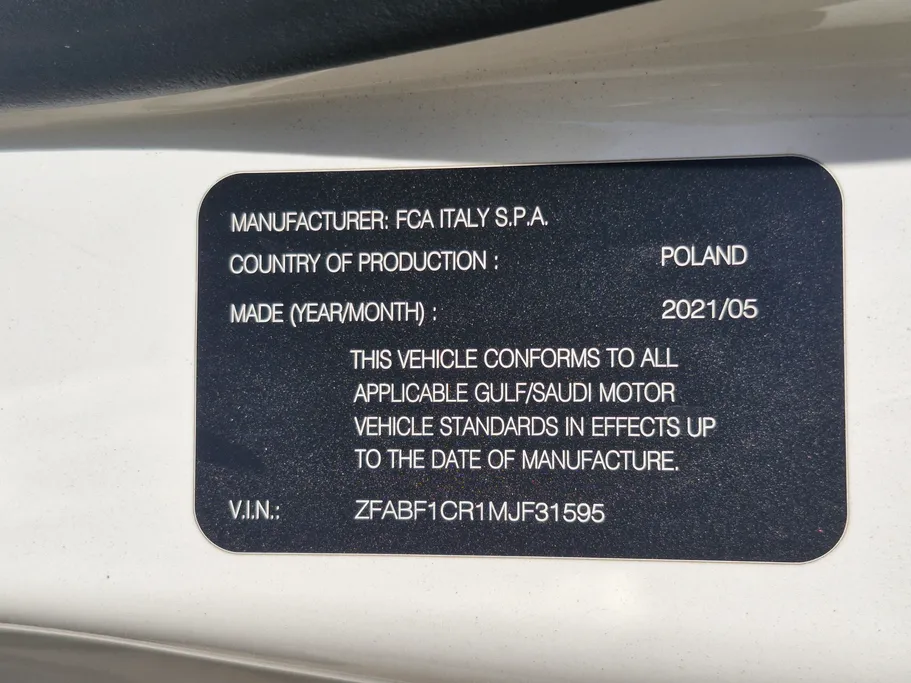 MANUFACTURER: FCA ITALY S.P.A.
COUNTRY OF PRODUCTION : POLAND
MADE (YEAR/MONTH) : 2021/05
THIS VEHICLE CONFORMS TO ALL
APPLICABLE GULF/SAUDI MOTOR
VEHICLE STANDARDS IN EFFECTS UP
TO THE DATE OF MANUFACTURE.
V.I.N.: ZFABF1CR1MJF31595